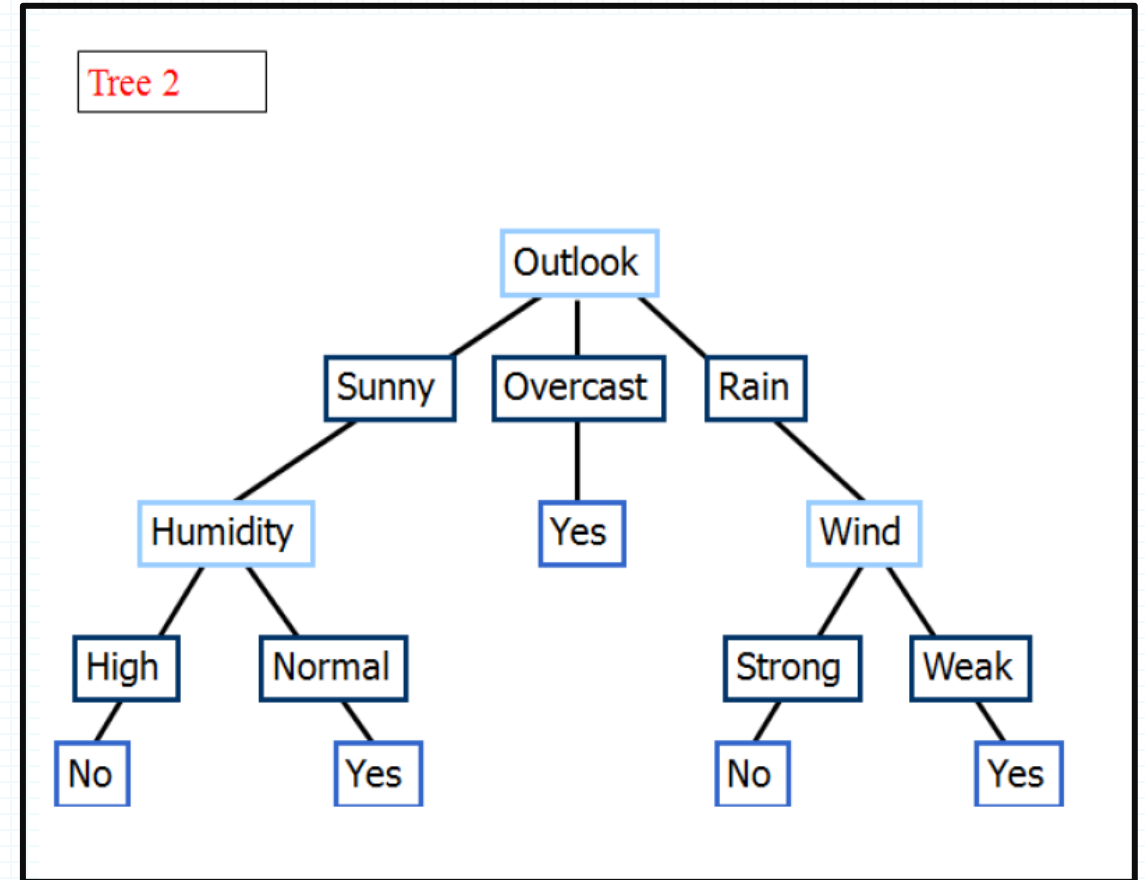 Tree 2
Outlook
Sunny Overcast Rain
Humidity Yes Wind
High Normal Strong Weak
No Yes No Yes